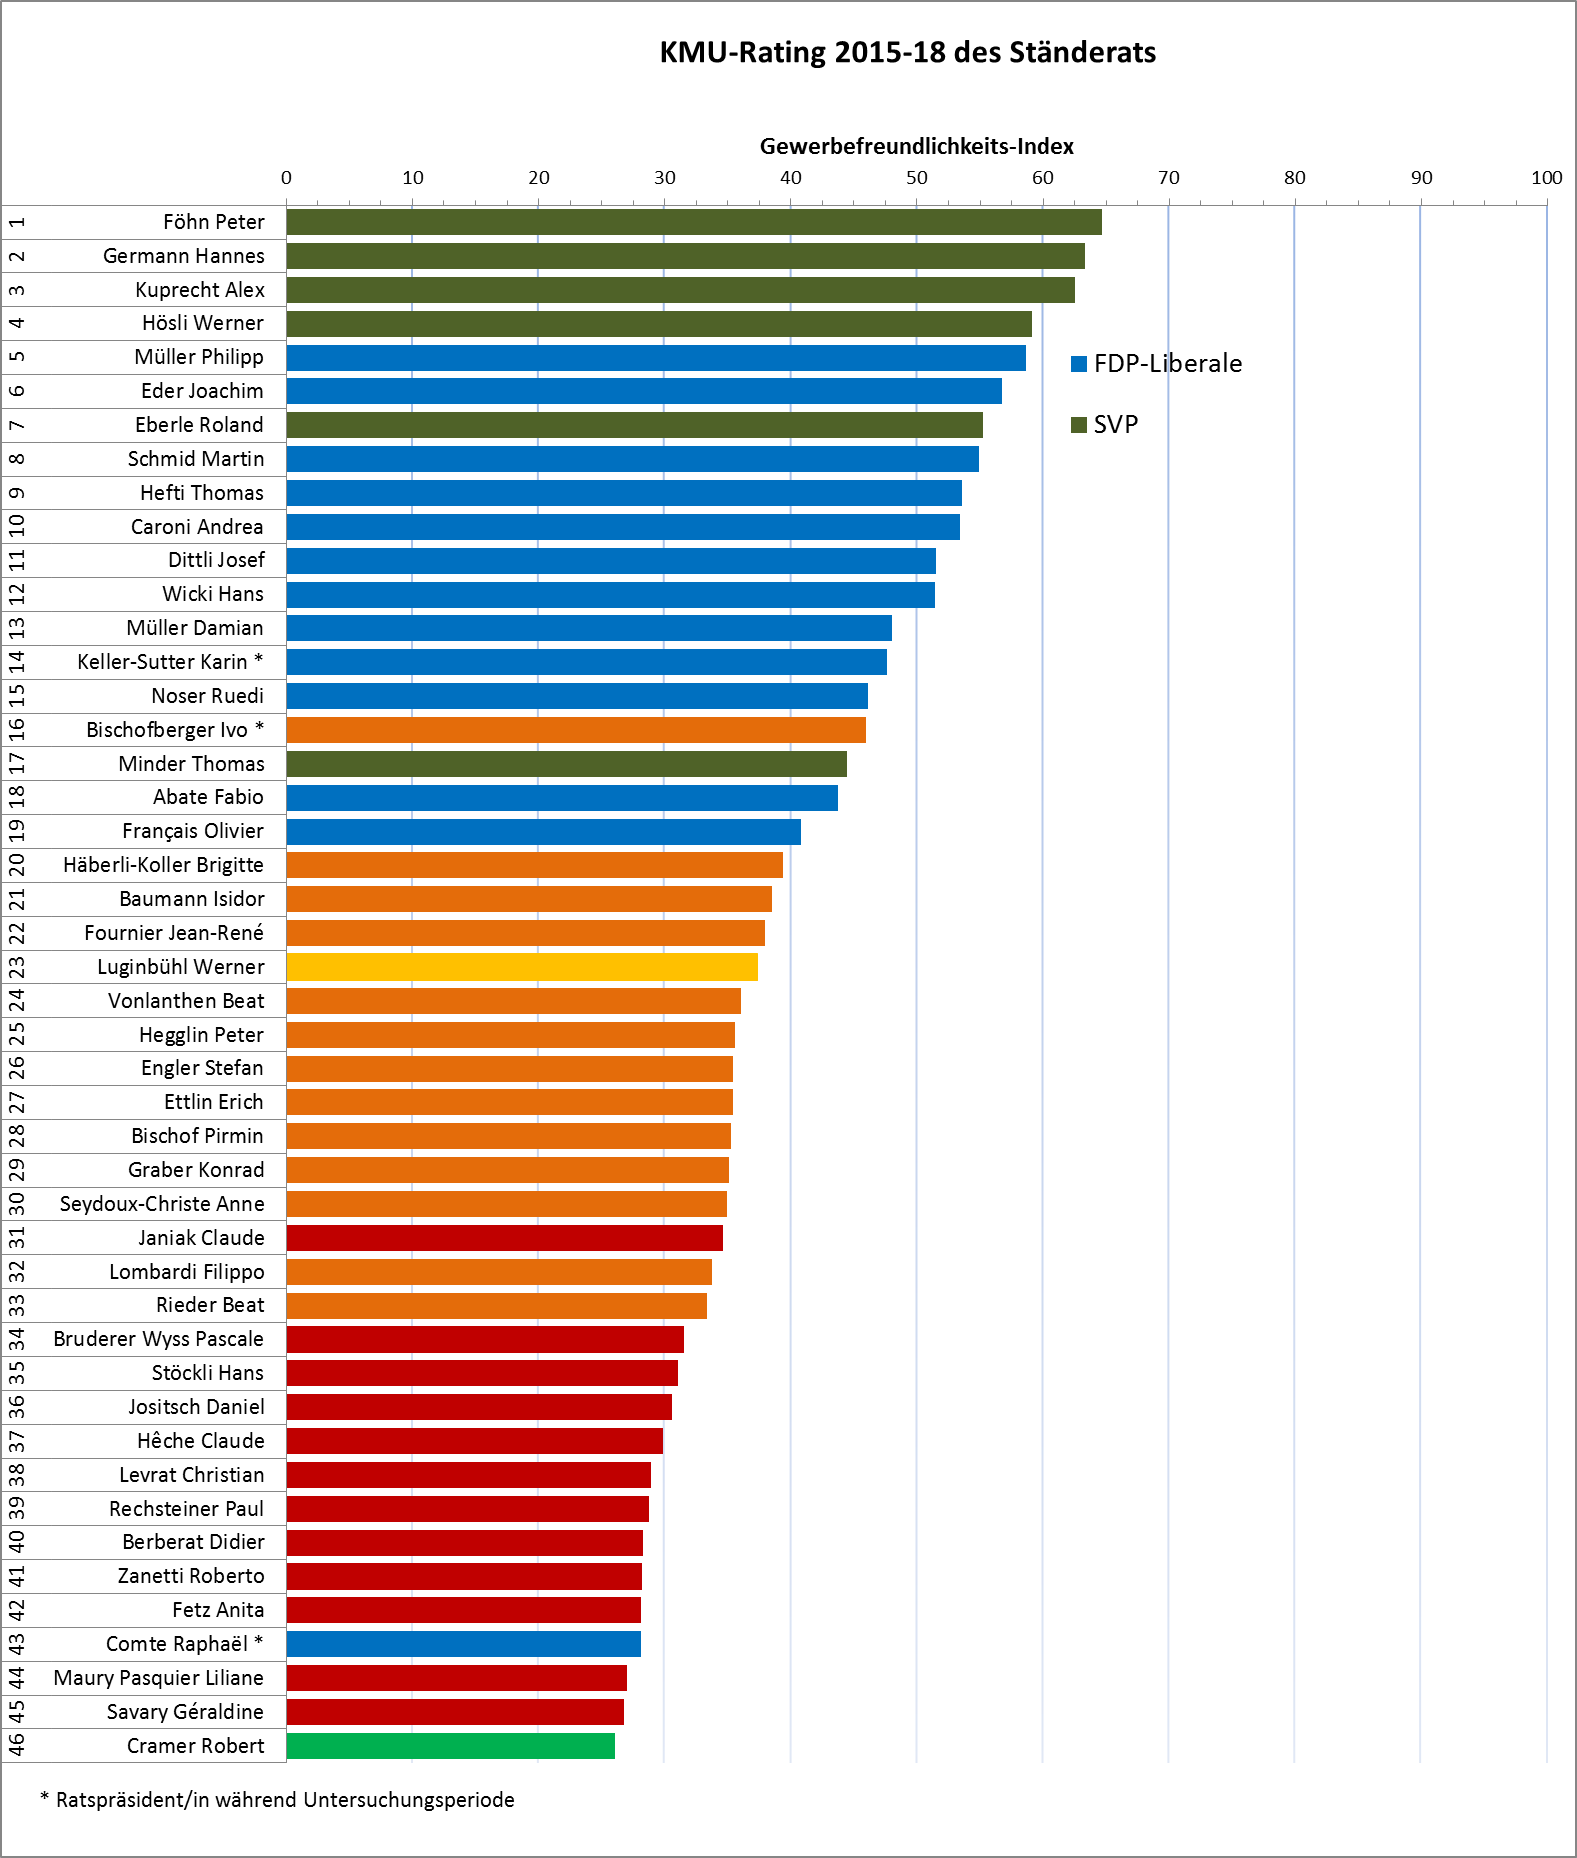 KMU-Rating 2015-18 des Ständerats
Gewerbefreundlichkeits-Index
0 10 20 30 40 50 60 70 80 90 100
1 Föhn Peter
2 Germann Hannes
3 Kuprecht Alex
4 Hösli Werner
5 Müller Philipp
FDP-Liberale
6 Eder Joachim
7 Eberle Roland
SVP
8 Schmid Martin
9 Hefti Thomas
10 Caroni Andrea
11 Dittli Josef
12 Wicki Hans
13 Müller Damian
14 Keller-Sutter Karin *
15 Noser Ruedi
16 Bischofberger Ivo *
17 Minder Thomas
18 Abate Fabio
19 Français Olivier
20 Häberli-Koller Brigitte
21 Baumann Isidor
22 Fournier Jean-René
23 Luginbühl Werner
24 Vonlanthen Beat
25 Hegglin Peter
26 Engler Stefan
27 Ettlin Erich
28 Bischof Pirmin
29 Graber Konrad
30 Seydoux-Christe Anne
31 Janiak Claude
32 Lombardi Filippo
33 Rieder Beat
34 Bruderer Wyss Pascale
35 Stöckli Hans
36 Jositsch Daniel
37 Hêche Claude
38 Levrat Christian
39 Rechsteiner Paul
40 Berberat Didier
41 Zanetti Roberto
42 Fetz Anita
43 Comte Raphaël *
44 Maury Pasquier Liliane
45 Savary Géraldine
46 Cramer Robert
* Ratspräsident/in während Untersuchungsperiode